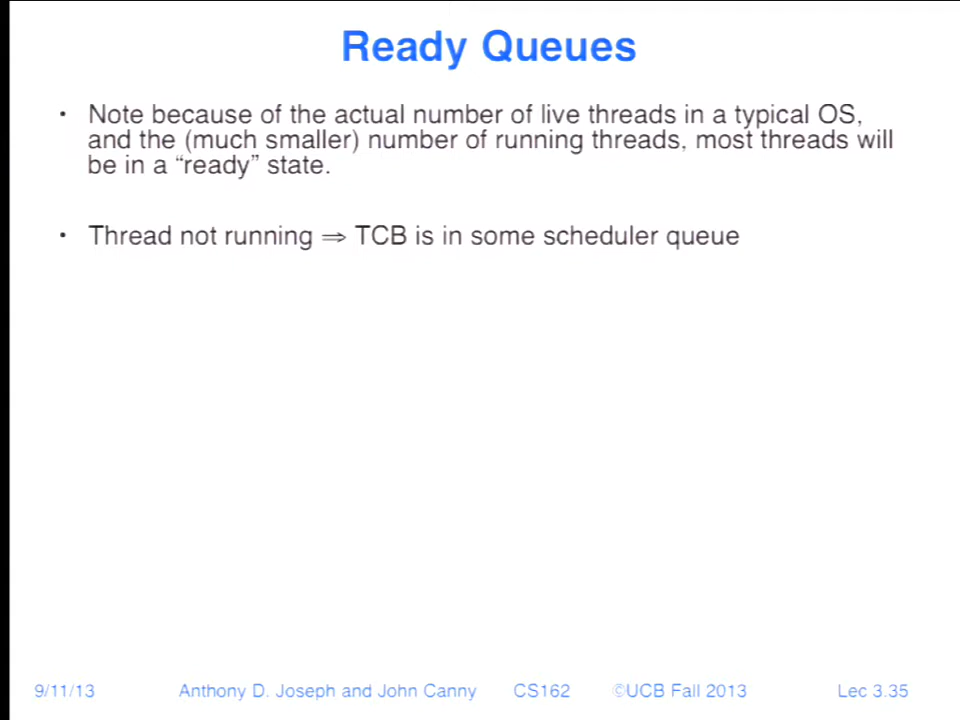 Ready Queues
• Note because of the actual number of live threads in a typical OS,
and the (much smaller) number of running threads, most threads will
be in a “ready” state.
• Thread not running ⇒ TCB is in some scheduler queue
9/11/13 Anthony D. Joseph and John Canny CS162 ©UCB Fall 2013 Lec 3.35